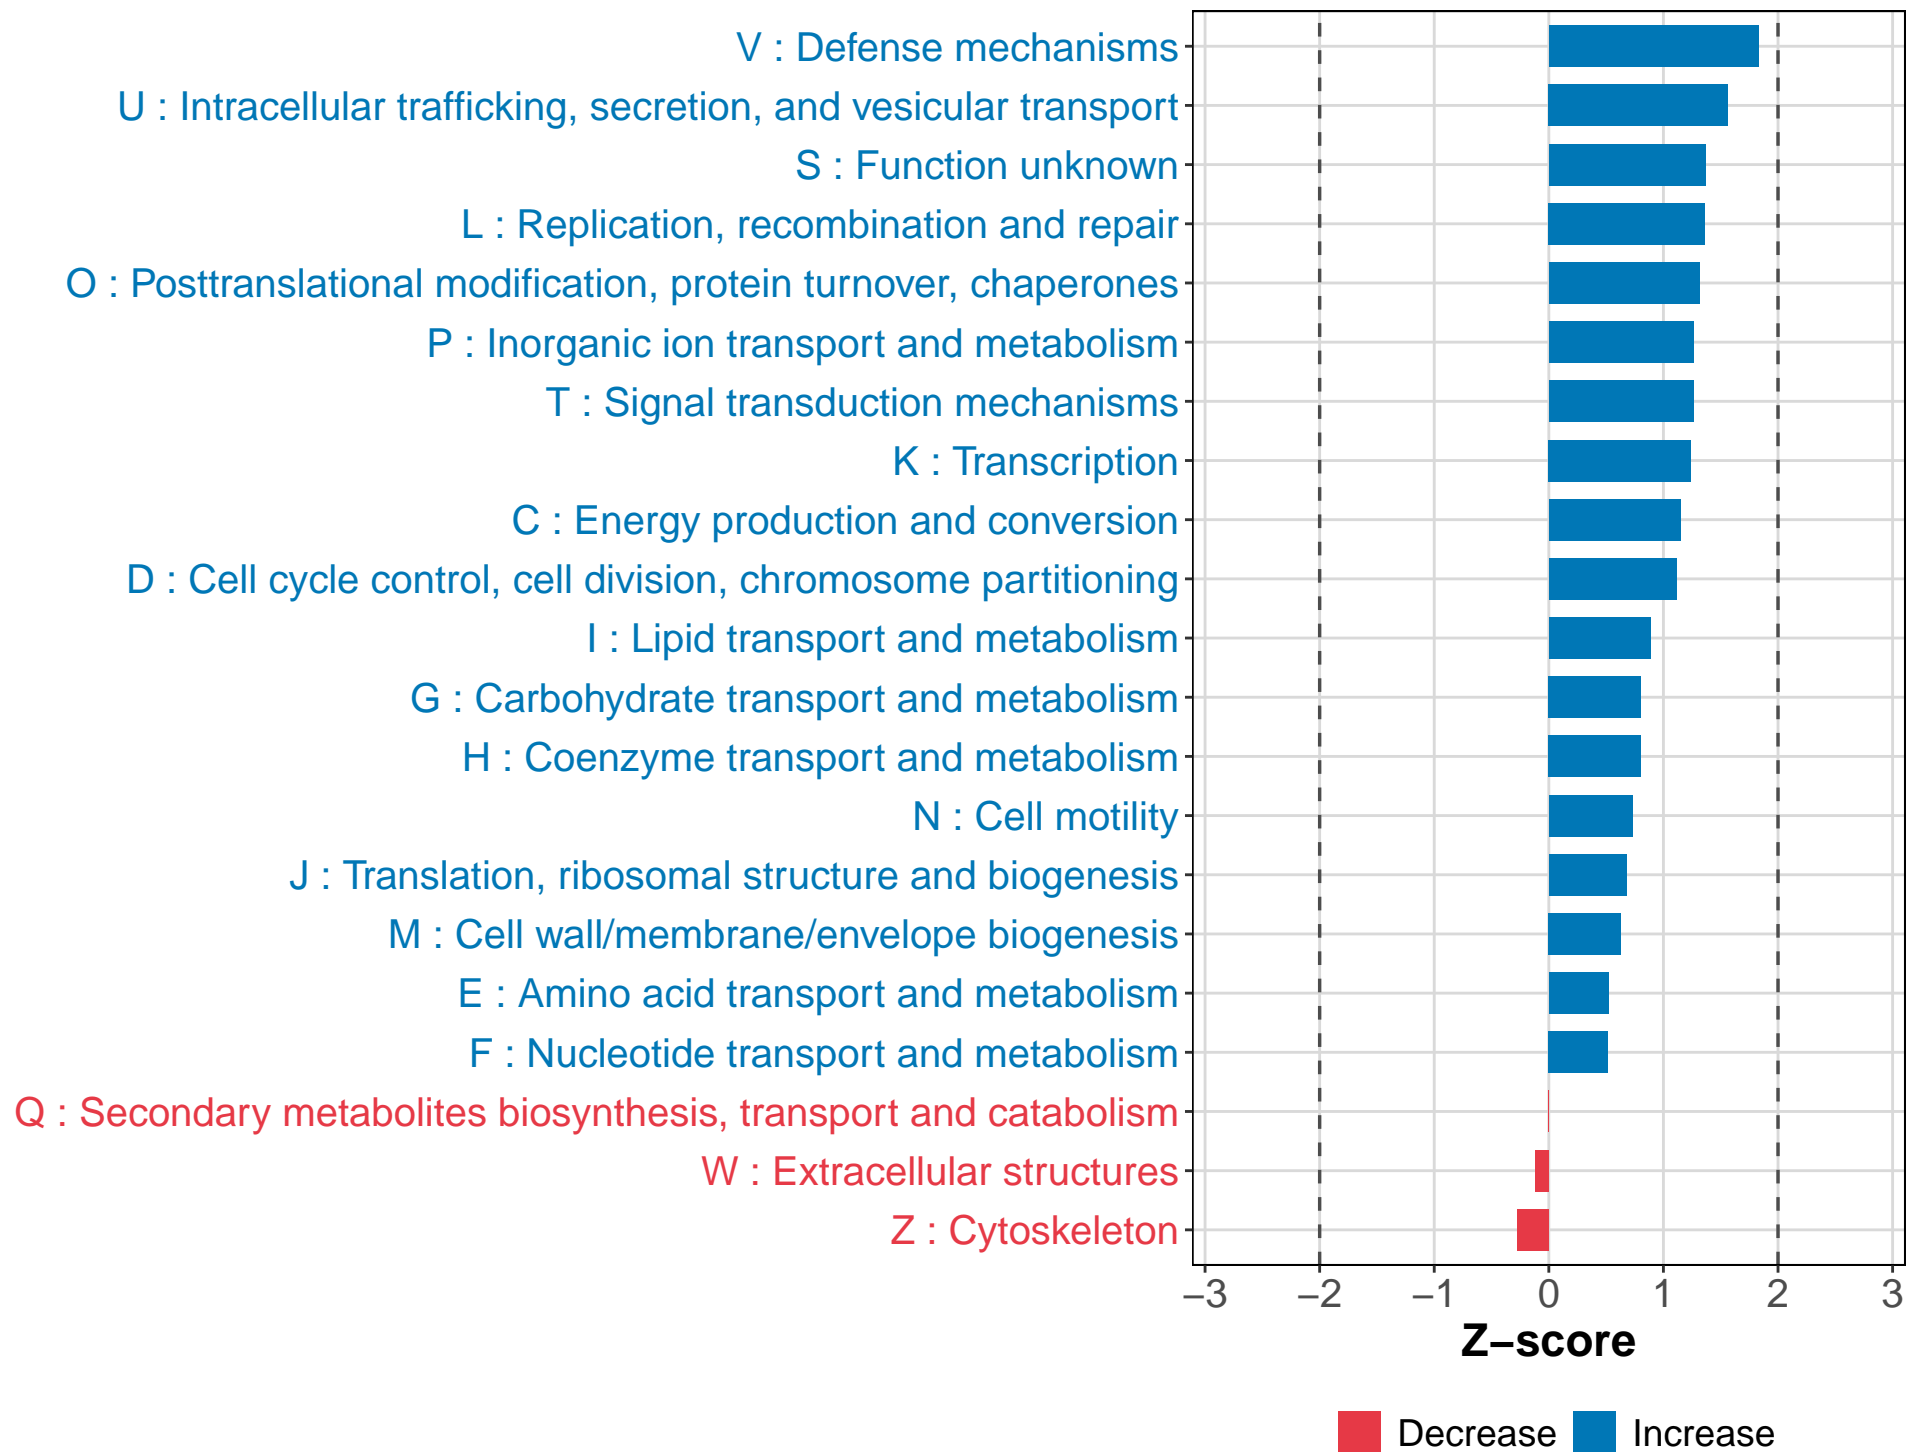 V : Defense mechanisms
U : Intracellular trafficking, secretion, and vesicular transport
S : Function unknown
L : Replication, recombination and repair
O : Posttranslational modification, protein turnover, chaperones
P : Inorganic ion transport and metabolism
T : Signal transduction mechanisms
K : Transcription
C : Energy production and conversion
D : Cell cycle control, cell division, chromosome partitioning
I : Lipid transport and metabolism
G : Carbohydrate transport and metabolism
H : Coenzyme transport and metabolism
N : Cell motility
J : Translation, ribosomal structure and biogenesis
M : Cell wall/membrane/envelope biogenesis
E : Amino acid transport and metabolism
F : Nucleotide transport and metabolism
Q : Secondary metabolites biosynthesis, transport and catabolism
W : Extracellular structures
Z : Cytoskeleton
−3 −2 −1 0 1 2 3
Z−score
Decrease Increase